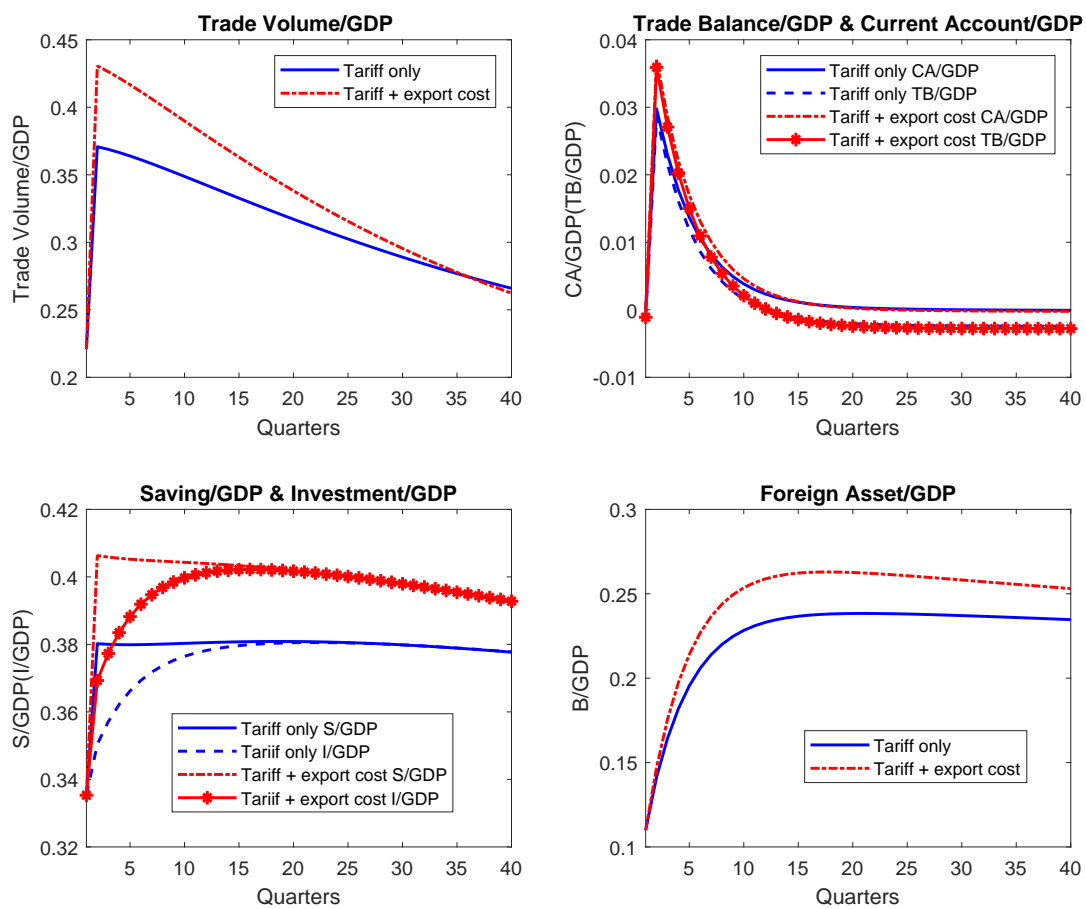 Trade Volume/GDP
0.45
0.4
0.35
0.3
0.25
0.2
Trade Volume/GDP
Tariff only
Tariff + export cost
5 10 15 20 25 30 35 40
Quarters
Trade Balance/GDP & Current Account/GDP
0.04
0.03
0.02
0.01
0
-0.01
CA/GDP(TB/GDP)
Tariff only CA/GDP
Tariff only TB/GDP
Tariff + export cost CA/GDP
Tariff + export cost TB/GDP
5 10 15 20 25 30 35 40
Quarters
Saving/GDP & Investment/GDP
0.42
0.4
0.38
0.36
0.34
0.32
S/GDP(I/GDP)
Tariff only S/GDP
Tariff only I/GDP
Tariff + export cost S/GDP
Tariif + export cost I/GDP
5 10 15 20 25 30 35 40
Quarters
Foreign Asset/GDP
0.3
0.25
0.2
0.15
0.1
B/GDP
Tariff only
Tariff + export cost
5 10 15 20 25 30 35 40
Quarters